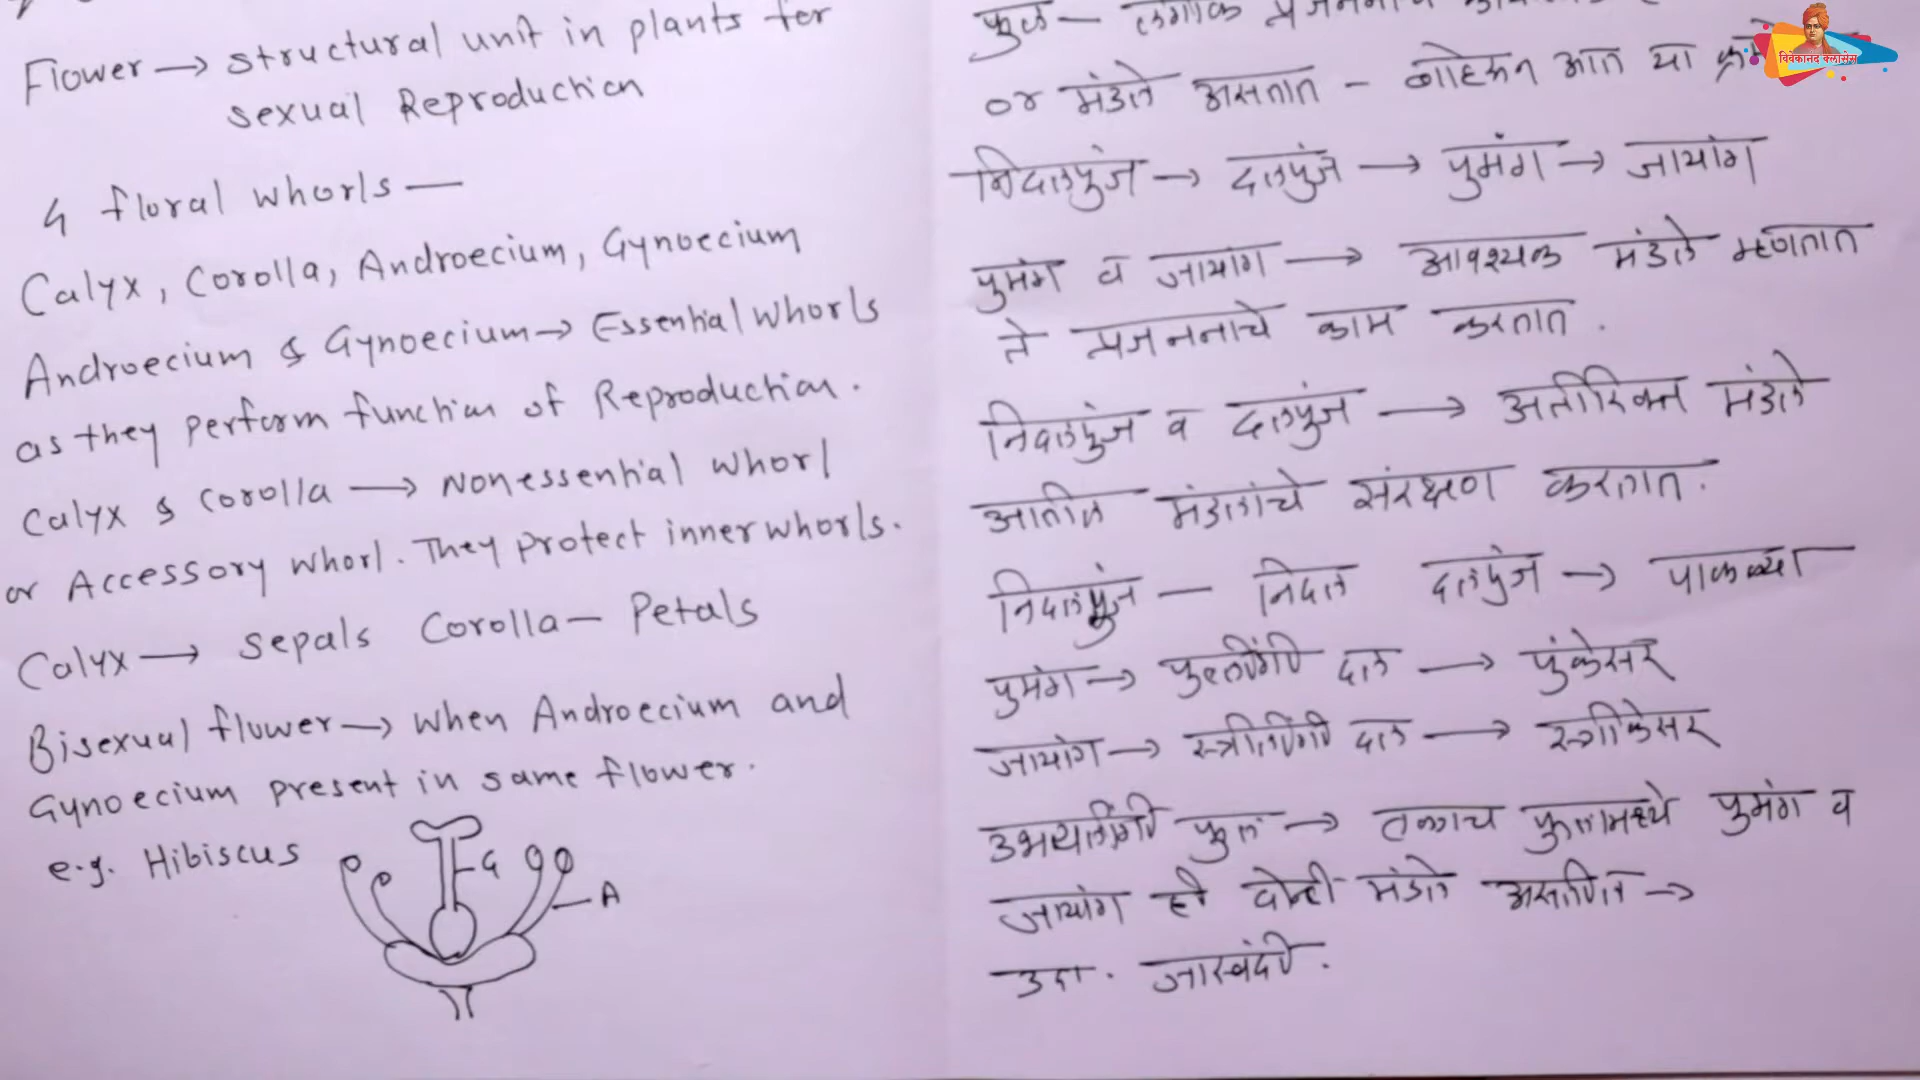 Flower → structural unit in plants for
sexual Reproduction
4 floral whorls —
Calyx, Corolla, Androecium, Gynoecium
Androecium & Gynoecium → Essential whorls
as they perform function of Reproduction.
Calyx & Corolla → Nonessential whorl
or Accessory whorl. They protect inner whorls.
Calyx → sepals Corolla — Petals
Bisexual flower → when Androecium and
Gynoecium present in same flower.
e.g. Hibiscus
G
A
फुल — लैंगीक प्रजननाचे
or मंडले असतात — बाहेरून आत या
निदलपुंज → दलपुंज → पुमंग → जायांग
पुमंग व जायांग → आवश्यक मंडले म्हणतात
ते प्रजननाचे काम करतात.
निदलपुंज व दलपुंज → अतीरिक्त मंडले
आतील मंडलांचे संरक्षण करतात.
निदलपुंज — निदल दलपुंज → पाकळ्या
पुमंग → पुल्लींगी दल → पुंकेसर
जायांग → स्त्रीलींगी दल → स्त्रीकेसर
उभयलींगी फुल → एकाच फुलामध्ये पुमंग व
जायांग ही दोन्ही मंडले असतील →
उदा. जास्वंदी.
विवेकानंद क्लासेस